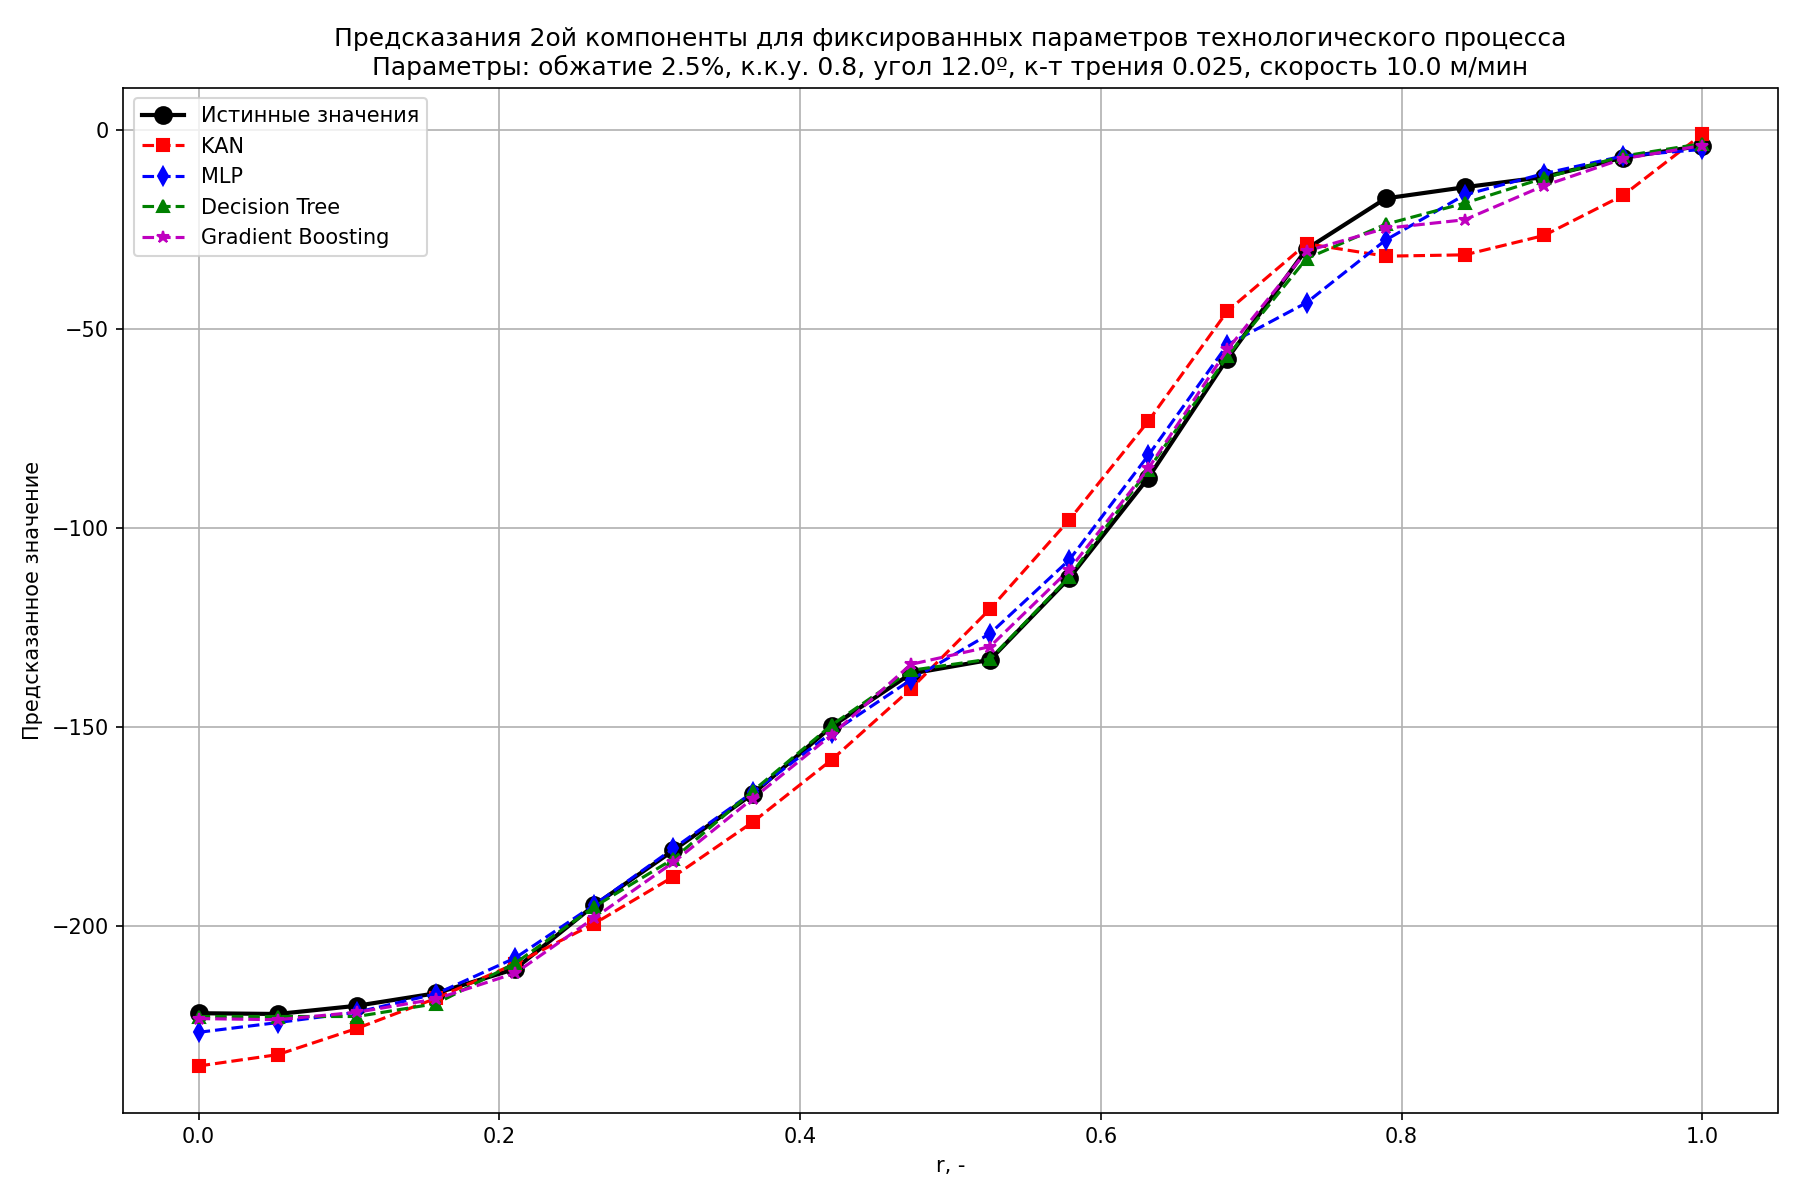 Предсказания 2ой компоненты для фиксированных параметров технологического процесса
Параметры: обжатие 2.5%, к.к.у. 0.8, угол 12.0º, к-т трения 0.025, скорость 10.0 м/мин
Истинные значения
KAN
MLP
Decision Tree
Gradient Boosting
Предсказанное значение
0
−50
−100
−150
−200
0.0
0.2
0.4
0.6
0.8
1.0
r, -